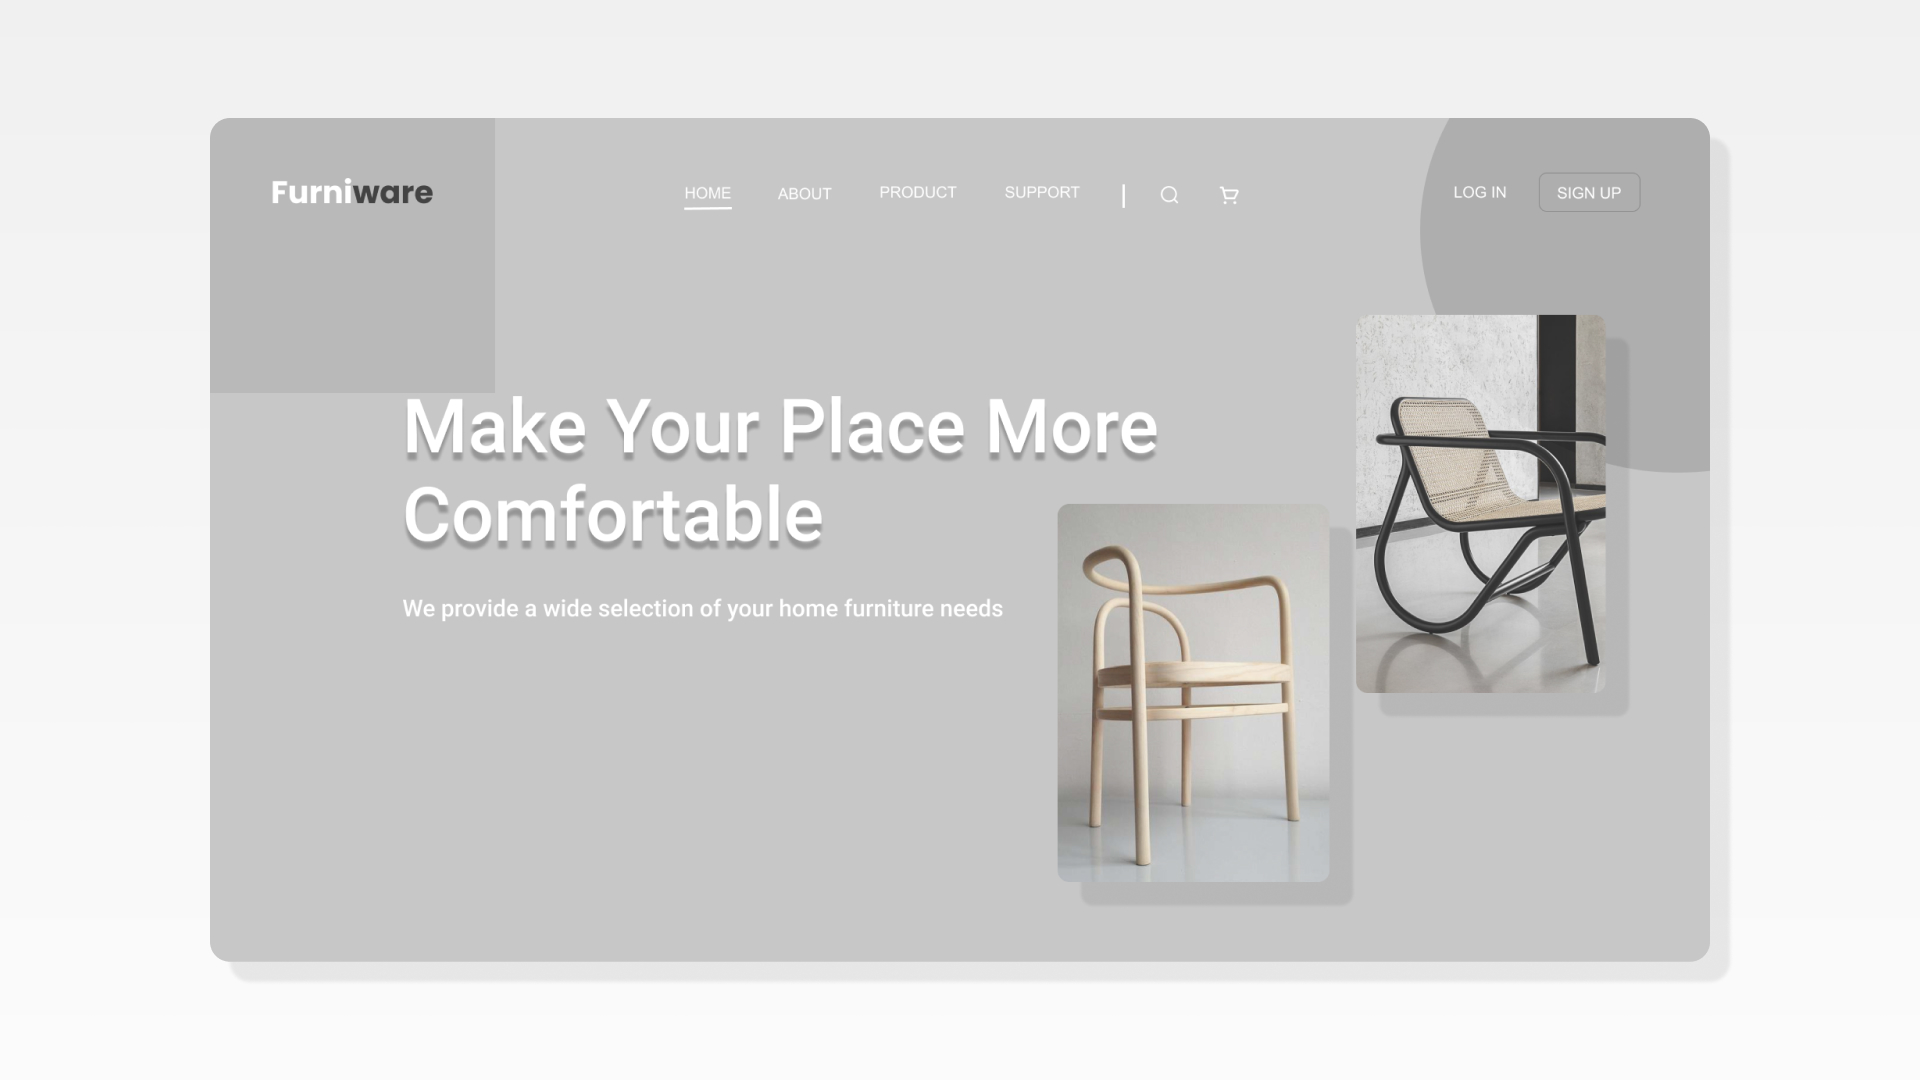 Furniware
HOME ABOUT PRODUCT SUPPORT
LOG IN SIGN UP
Make Your Place More
Comfortable
We provide a wide selection of your home furniture needs